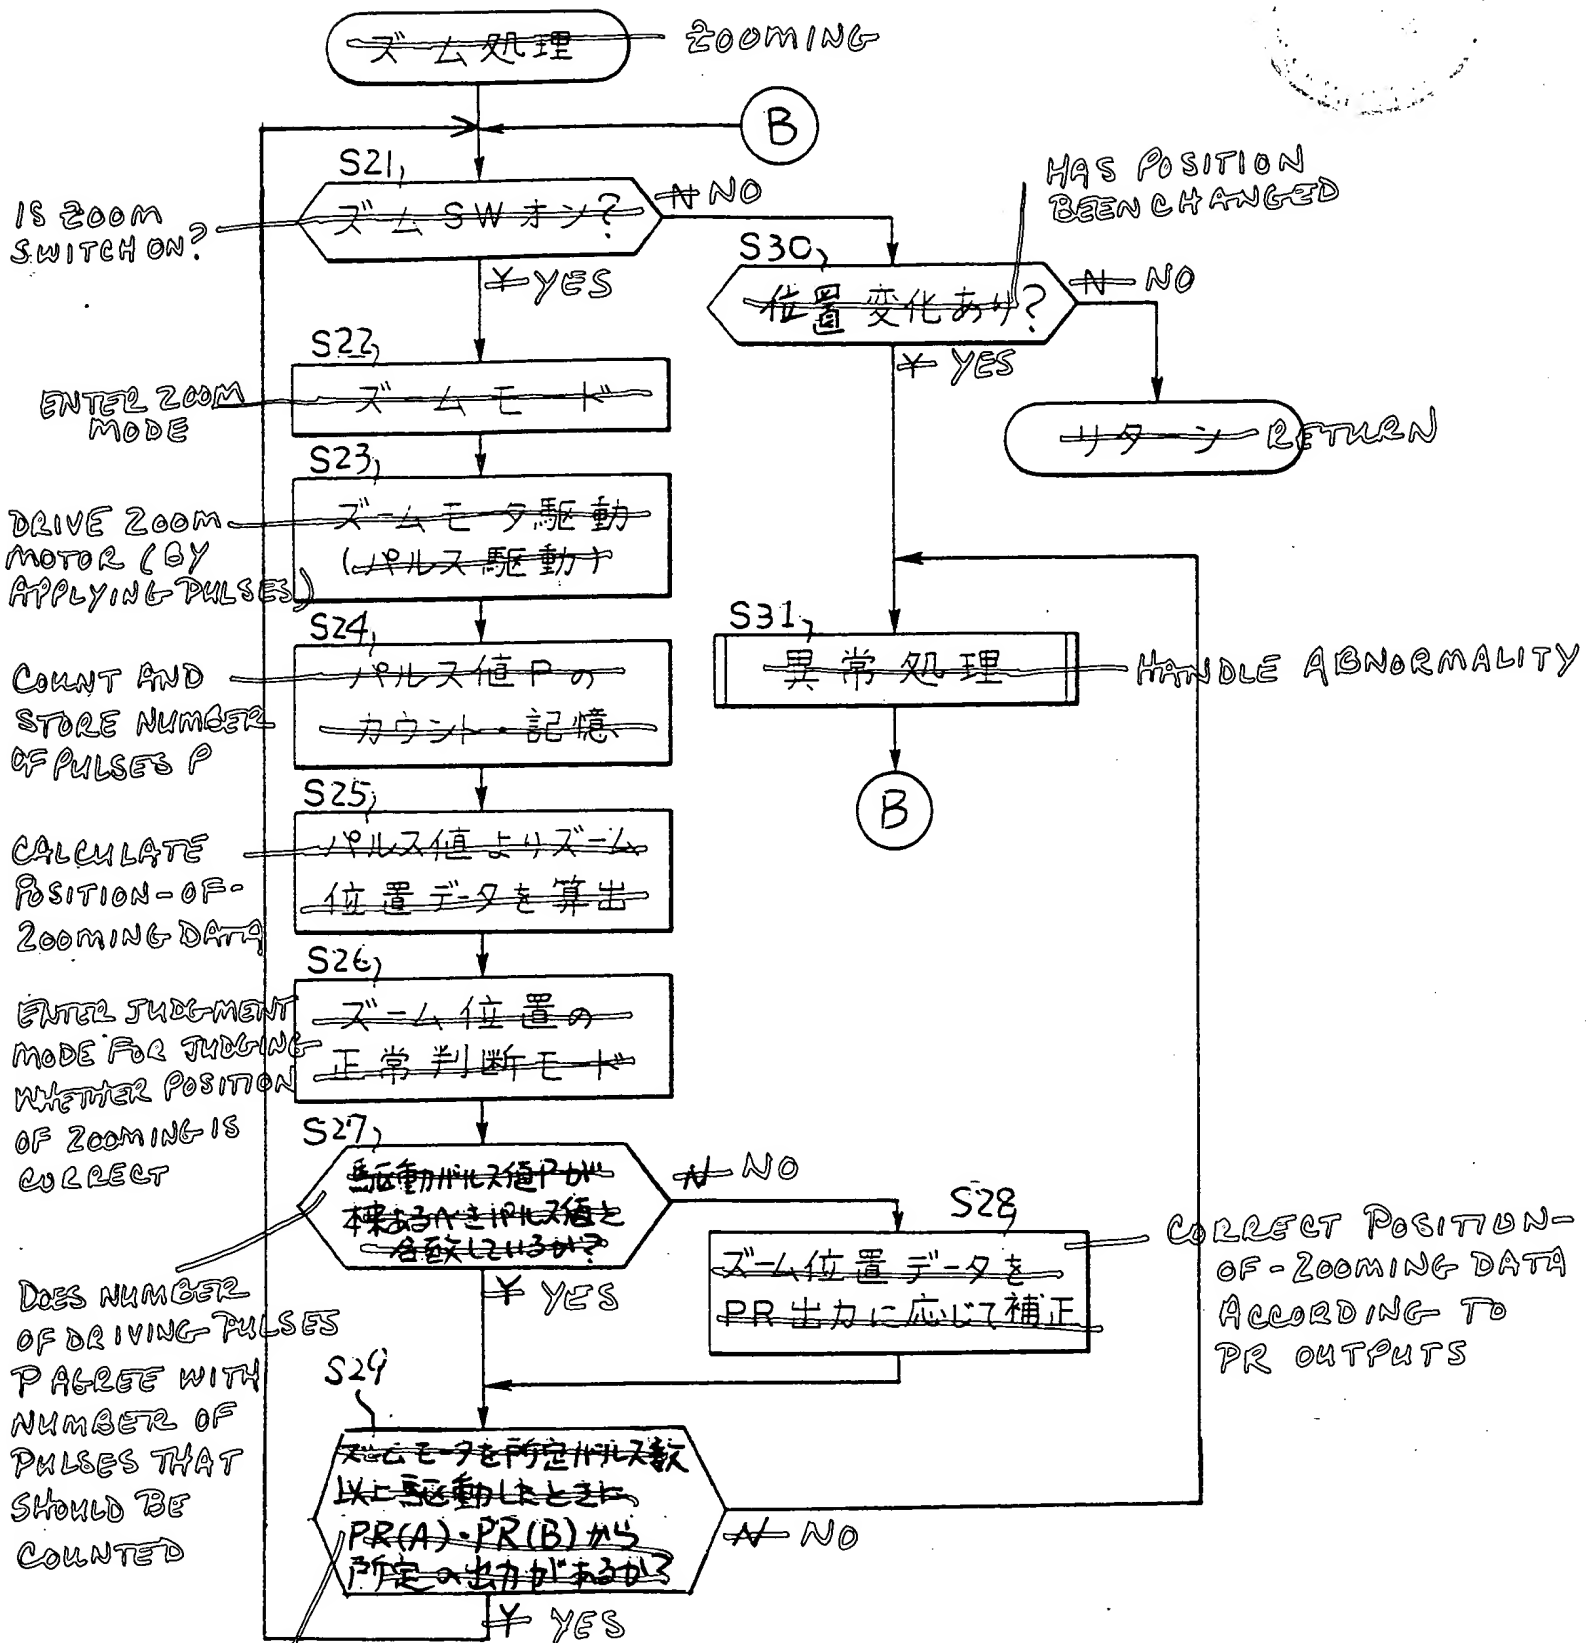 ズーム処理
ZOOMING
B
S21
IS ZOOM
SWITCH ON?
ズームSWオン?
N NO
Y YES
HAS POSITION
BEEN CHANGED
S30
位置変化あり?
N NO
Y YES
リターン RETURN
S22
ENTER ZOOM
MODE
ズームモード
S23
DRIVE ZOOM
MOTOR (BY
APPLYING PULSES)
ズームモータ駆動
(パルス駆動)
S24
COUNT AND
STORE NUMBER
OF PULSES P
パルス値Pの
カウント・記憶
S31
異常処理
HANDLE ABNORMALITY
B
S25
CALCULATE
POSITION-OF-
ZOOMING DATA
パルス値よりズーム
位置データを算出
S26
ENTER JUDGMENT
MODE FOR JUDGING
WHETHER POSITION
OF ZOOMING IS
CORRECT
ズーム位置の
正常判断モード
S27
駆動パルス値Pが
本来あるべきパルス値と
合致しているか?
N NO
Y YES
DOES NUMBER
OF DRIVING PULSES
P AGREE WITH
NUMBER OF
PULSES THAT
SHOULD BE
COUNTED
S28
ズーム位置データを
PR出力に応じて補正
CORRECT POSITION-
OF-ZOOMING DATA
ACCORDING TO
PR OUTPUTS
S29
ズームモータを所定パルス数
以上駆動したときに
PR(A)・PR(B)から
所定の出力があるか?
N NO
Y YES